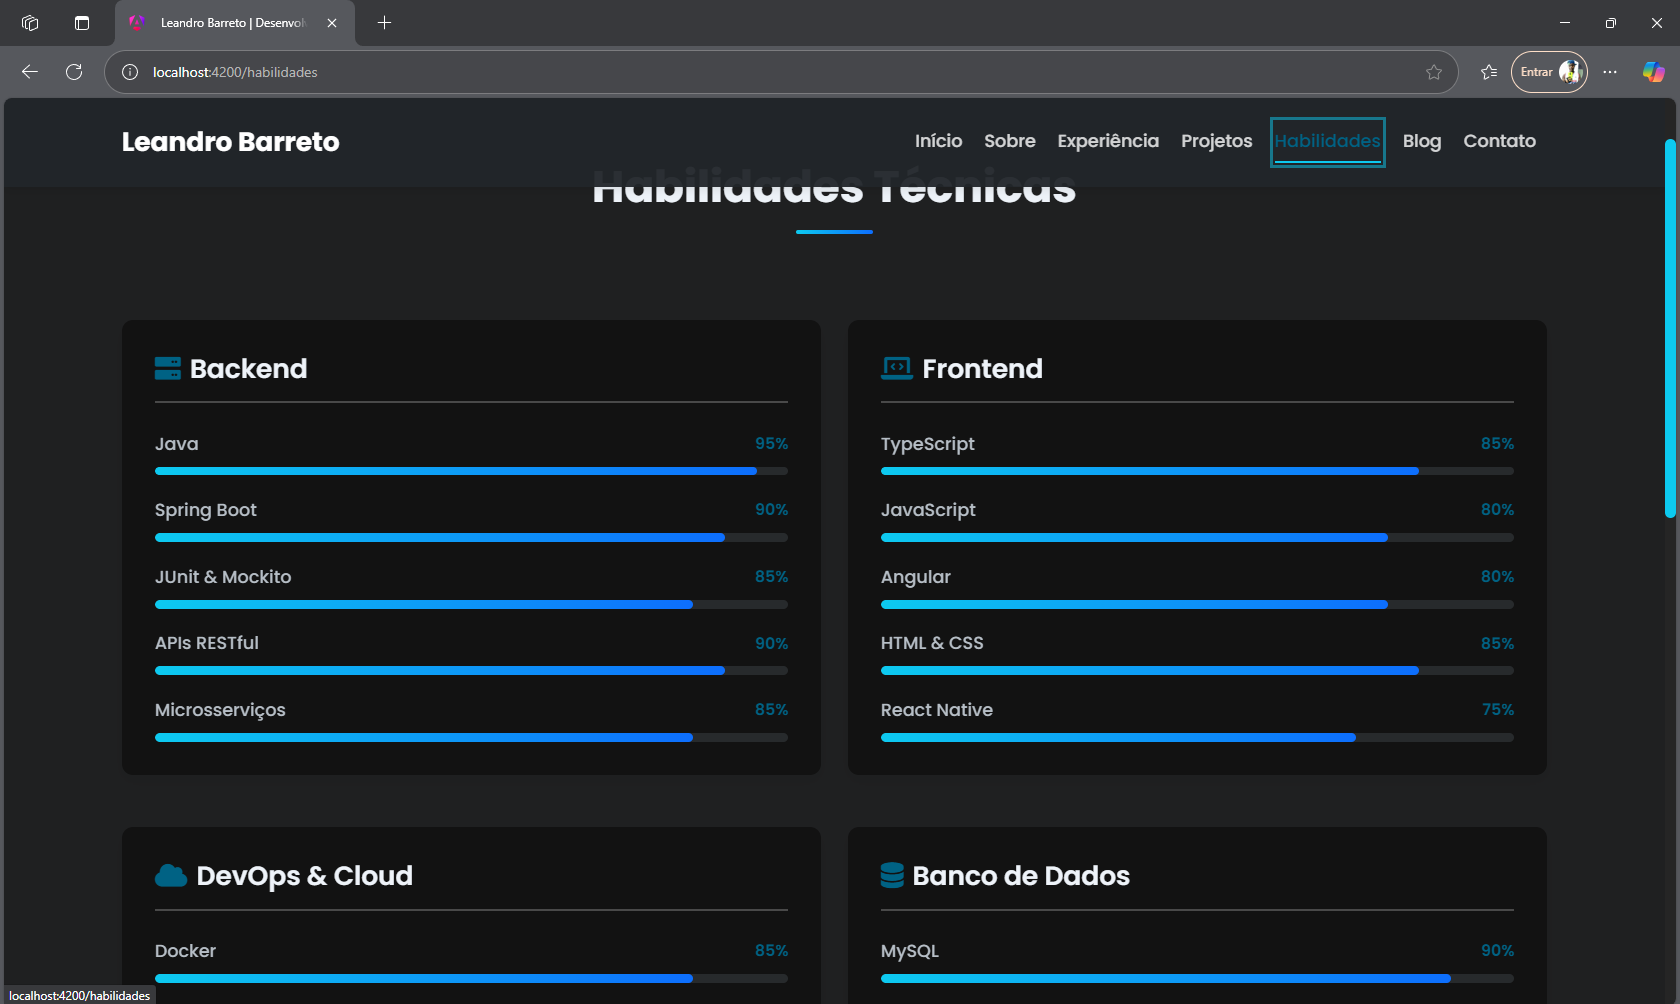 Leandro Barreto | Desenvol
localhost:4200/habilidades
Entrar
Leandro Barreto
Início Sobre Experiência Projetos Habilidades Blog Contato
Habilidades Técnicas
Backend
Java 95%
Spring Boot 90%
JUnit & Mockito 85%
APIs RESTful 90%
Microsserviços 85%
Frontend
TypeScript 85%
JavaScript 80%
Angular 80%
HTML & CSS 85%
React Native 75%
DevOps & Cloud
Docker 85%
Banco de Dados
MySQL 90%
localhost:4200/habilidades